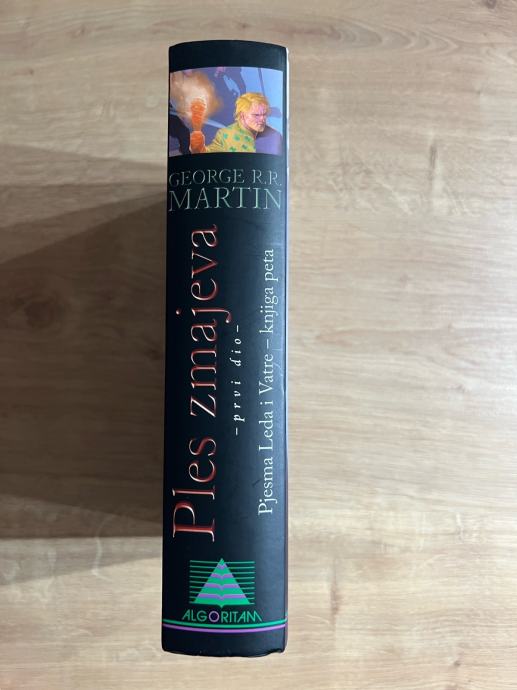 GEORGE R.R.
MARTIN
Ples zmajeva
– prvi dio –
Pjesma Leda i Vatre – knjiga peta
ALGORITAM